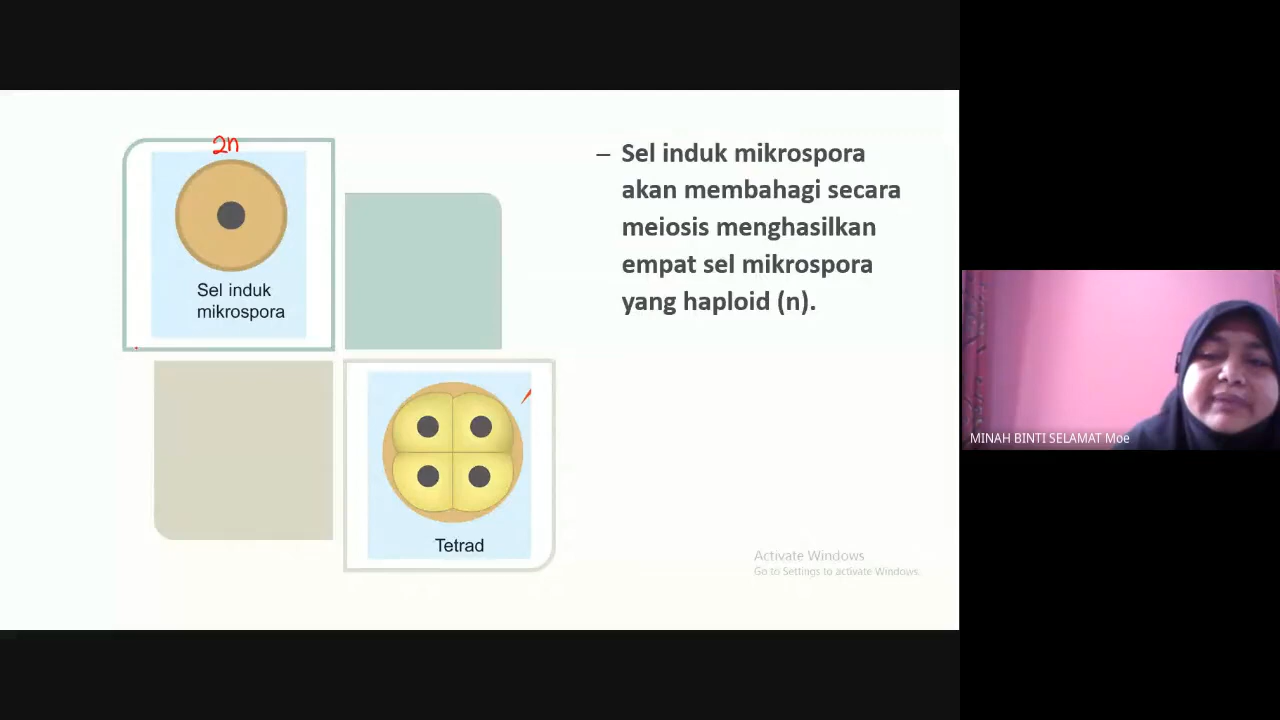 2n
Sel induk
mikrospora
Tetrad
– Sel induk mikrospora
akan membahagi secara
meiosis menghasilkan
empat sel mikrospora
yang haploid (n).
Activate Windows
Go to Settings to activate Windows.
MINAH BINTI SELAMAT Moe